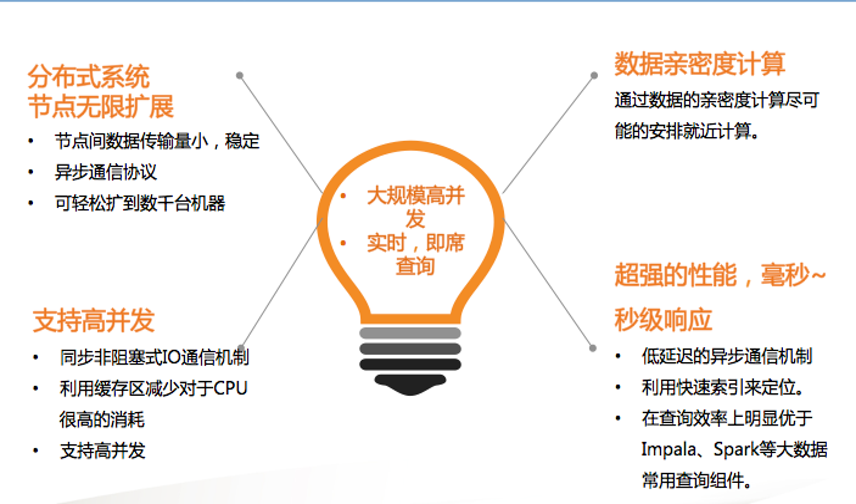 分布式系统
节点无限扩展
• 节点间数据传输量小，稳定
• 异步通信协议
• 可轻松扩到数千台机器
支持高并发
• 同步非阻塞式IO通信机制
• 利用缓存区减少对于CPU
很高的消耗
• 支持高并发
• 大规模高并
发
• 实时，即席
查询
数据亲密度计算
通过数据的亲密度计算尽可
能的安排就近计算。
超强的性能，毫秒~
秒级响应
• 低延迟的异步通信机制
• 利用快速索引来定位。
• 在查询效率上明显优于
Impala、Spark等大数据
常用查询组件。